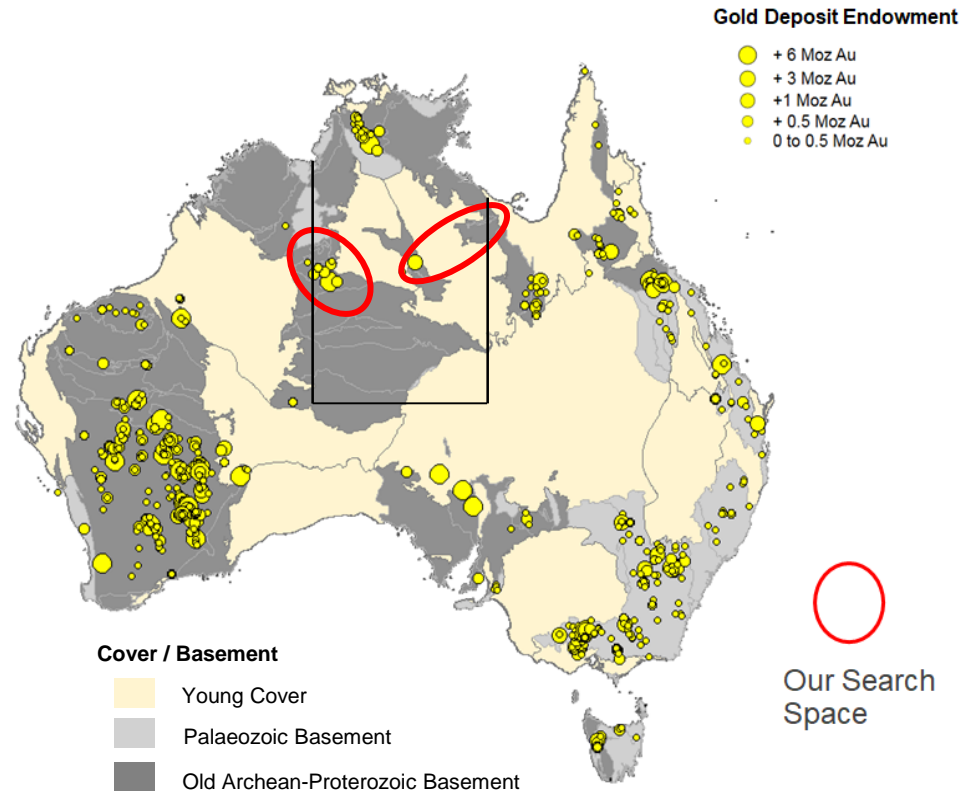 Gold Deposit Endowment
+ 6 Moz Au
+ 3 Moz Au
+1 Moz Au
+ 0.5 Moz Au
0 to 0.5 Moz Au
Cover / Basement
Young Cover
Palaeozoic Basement
Old Archean-Proterozoic Basement
Our Search
Space